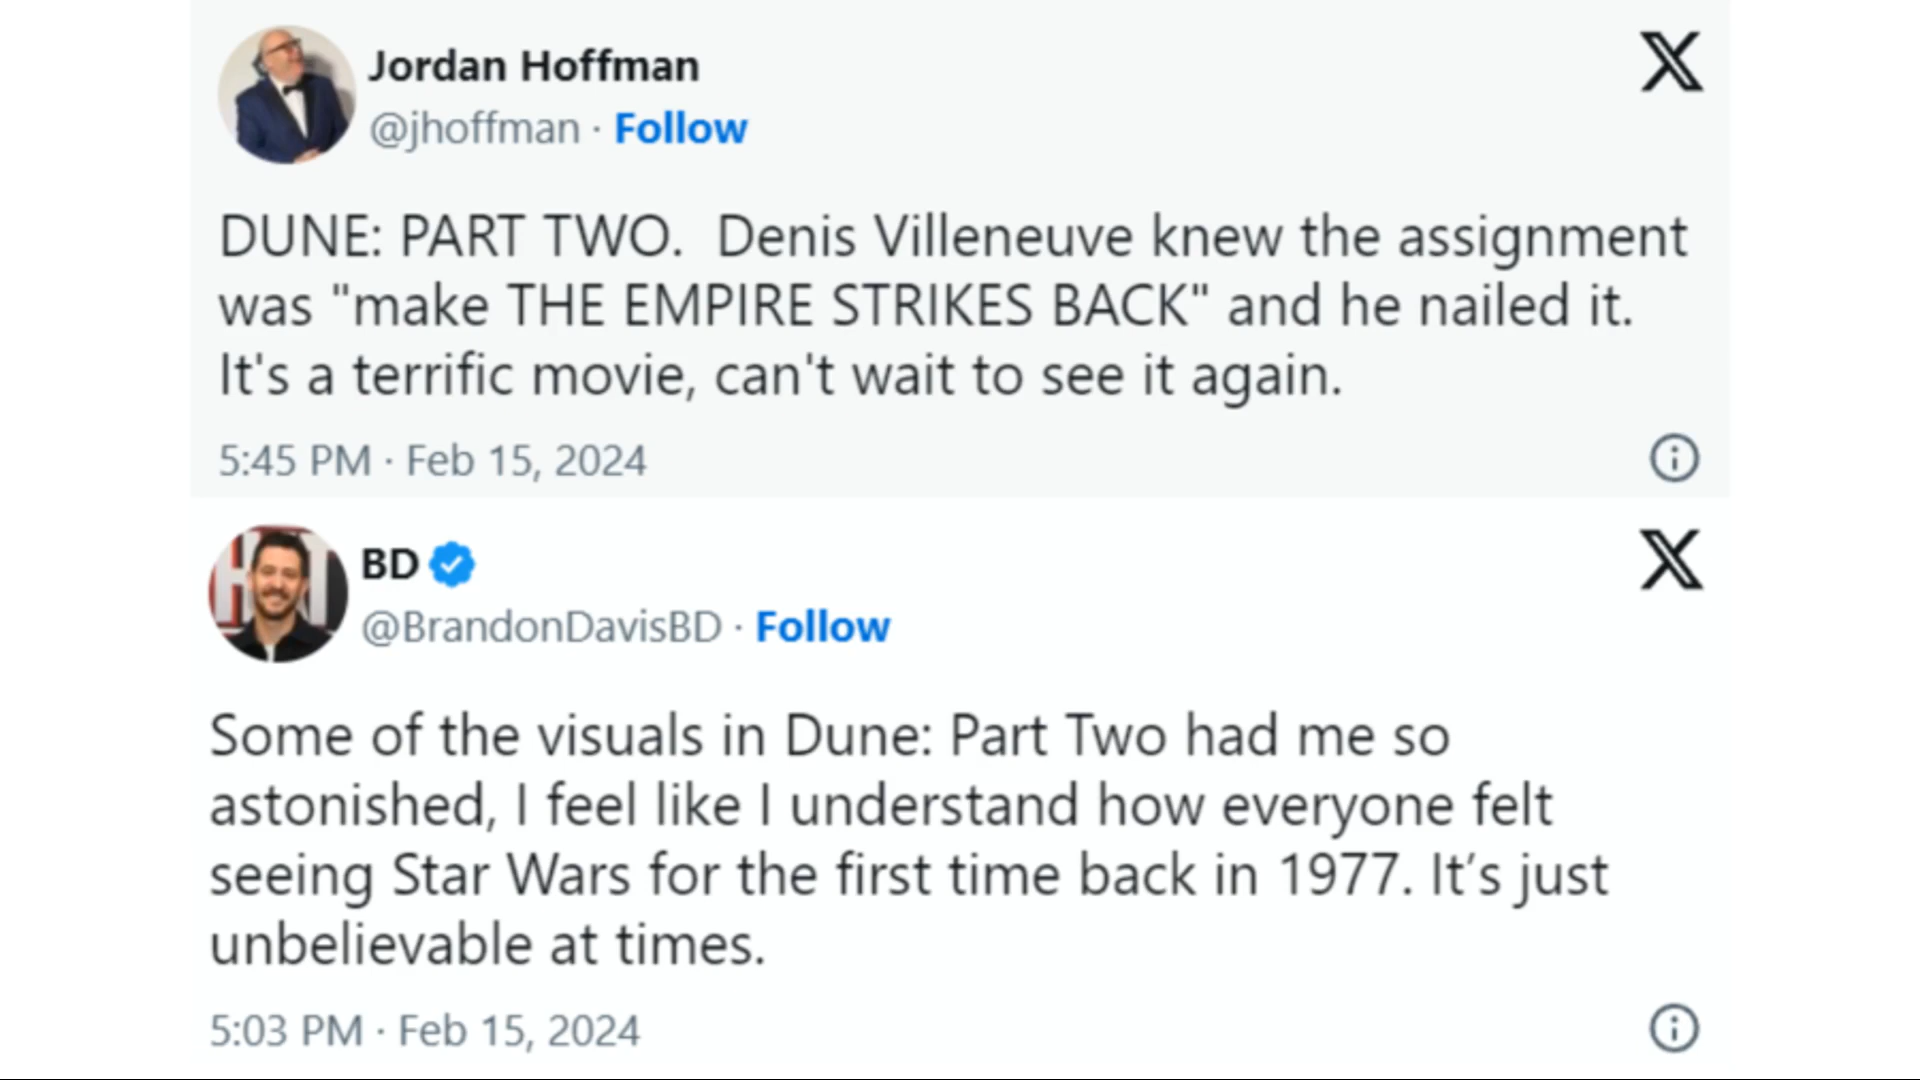 Jordan Hoffman
@jhoffman · Follow
DUNE: PART TWO.  Denis Villeneuve knew the assignment
was "make THE EMPIRE STRIKES BACK" and he nailed it.
It's a terrific movie, can't wait to see it again.
5:45 PM · Feb 15, 2024
BD
@BrandonDavisBD · Follow
Some of the visuals in Dune: Part Two had me so
astonished, I feel like I understand how everyone felt
seeing Star Wars for the first time back in 1977. It’s just
unbelievable at times.
5:03 PM · Feb 15, 2024